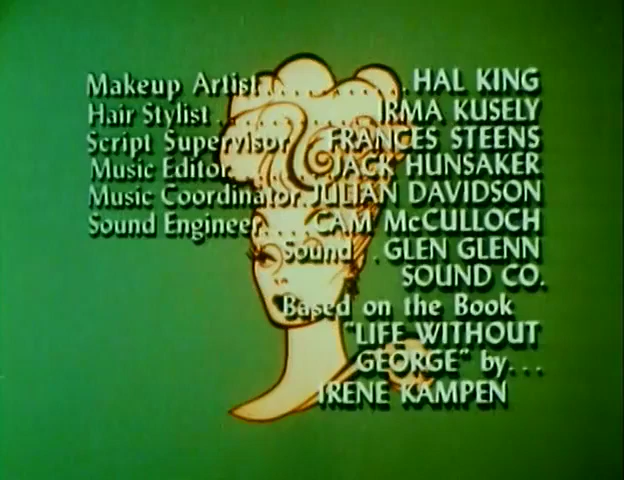 Makeup Artist . . . . . . . . . . . HAL KING
Hair Stylist . . . . . . . . . . IRMA KUSELY
Script Supervisor . . FRANCES STEENS
Music Editor . . . . . . . JACK HUNSAKER
Music Coordinator. JULIAN DAVIDSON
Sound Engineer. . . . CAM McCULLOCH
Sound . . GLEN GLENN
SOUND CO.
Based on the Book
"LIFE WITHOUT
GEORGE" by...
IRENE KAMPEN